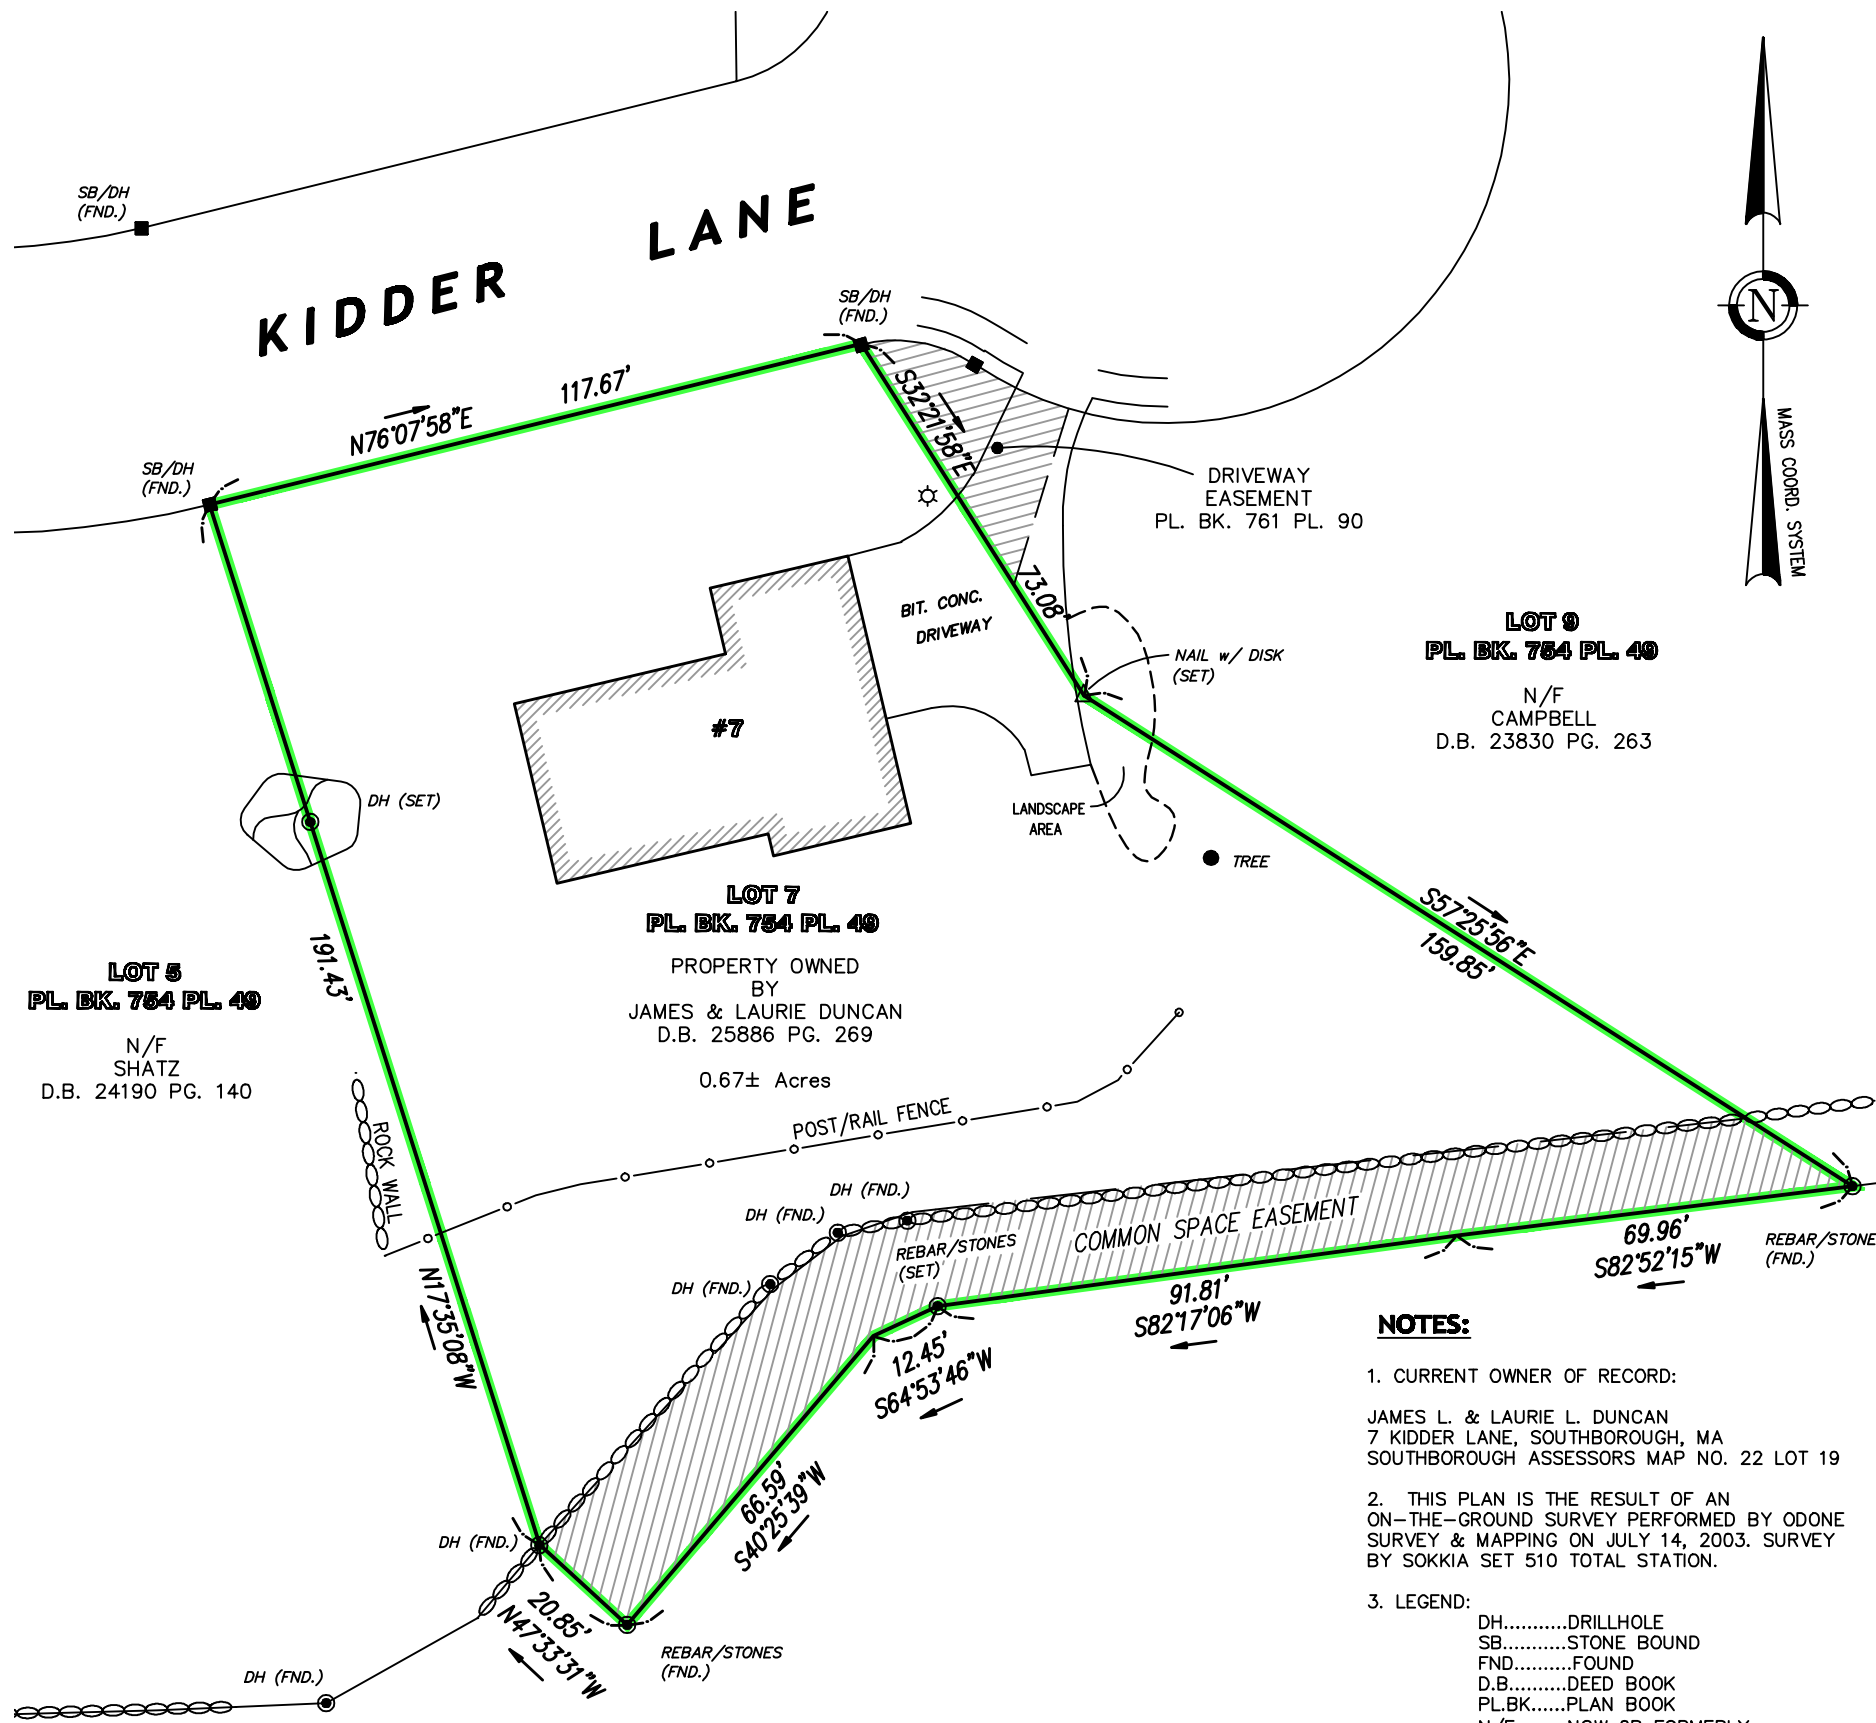 SB/DH
(FND.)
KIDDER LANE
SB/DH
(FND.)
N
MASS COORD. SYSTEM
117.67'
N76°07'58"E
SB/DH
(FND.)
S32°21'58"E
73.08'
DRIVEWAY
EASEMENT
PL. BK. 761 PL. 90
BIT. CONC.
DRIVEWAY
NAIL w/ DISK
(SET)
LOT 9
PL. BK. 754 PL. 49
N/F
CAMPBELL
D.B. 23830 PG. 263
#7
DH (SET)
LANDSCAPE
AREA
TREE
LOT 7
PL. BK. 754 PL. 49
PROPERTY OWNED
BY
JAMES & LAURIE DUNCAN
D.B. 25886 PG. 269
0.67± Acres
S57°25'56"E
159.85'
191.43'
LOT 5
PL. BK. 754 PL. 49
N/F
SHATZ
D.B. 24190 PG. 140
ROCK WALL
POST/RAIL FENCE
N17°35'08"W
DH (FND.)
DH (FND.)
DH (FND.)
REBAR/STONES
(SET)
COMMON SPACE EASEMENT
69.96'
S82°52'15"W
REBAR/STONE
(FND.)
91.81'
S82°17'06"W
12.45'
S64°53'46"W
66.59'
S40°25'39"W
DH (FND.)
20.85'
N47°33'31"W
REBAR/STONES
(FND.)
DH (FND.)
NOTES:
1. CURRENT OWNER OF RECORD:
JAMES L. & LAURIE L. DUNCAN
7 KIDDER LANE, SOUTHBOROUGH, MA
SOUTHBOROUGH ASSESSORS MAP NO. 22 LOT 19
2. THIS PLAN IS THE RESULT OF AN
ON-THE-GROUND SURVEY PERFORMED BY ODONE
SURVEY & MAPPING ON JULY 14, 2003. SURVEY
BY SOKKIA SET 510 TOTAL STATION.
3. LEGEND:
DH...........DRILLHOLE
SB...........STONE BOUND
FND..........FOUND
D.B..........DEED BOOK
PL.BK......PLAN BOOK